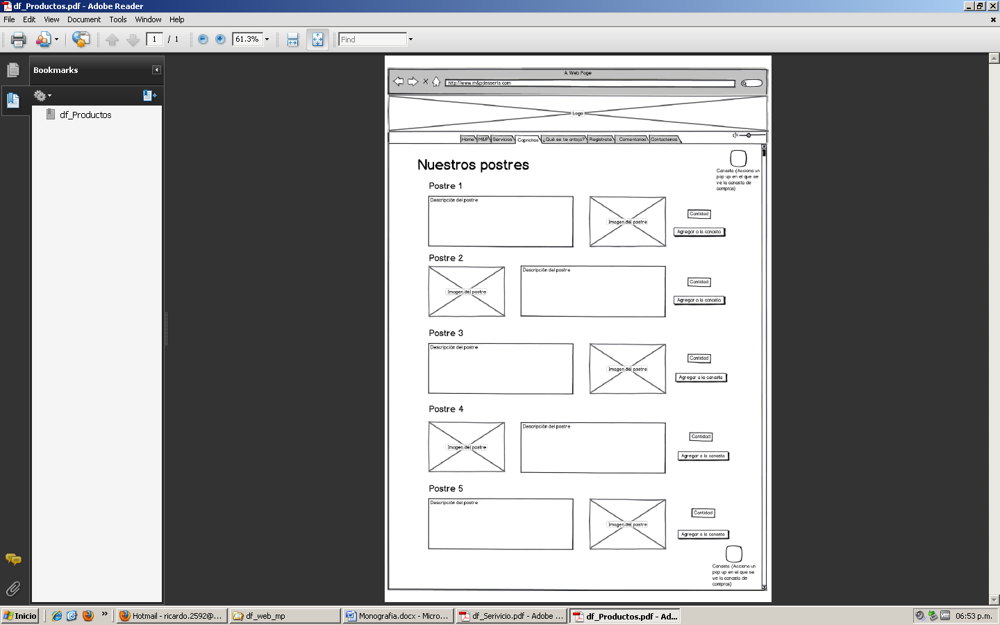 df_Productos.pdf - Adobe Reader
File Edit View Document Tools Window Help
1 / 1 61.3% Find
Bookmarks
df_Productos
A Web Page
http://www.m&pdesserts.com
Logo
Home M&P Servicios Caprichos ¿Qué se te antoja? Registrate Comentarios Contactenos
Nuestros postres
Canasta (Acciona un
pop up en el que se
ve la canasta de
compras)
Postre 1
Descripción del postre
Imagen del postre
Cantidad
Agregar a la canasta
Postre 2
Imagen del postre
Descripción del postre
Cantidad
Agregar a la canasta
Postre 3
Descripción del postre
Imagen del postre
Cantidad
Agregar a la canasta
Postre 4
Imagen del postre
Descripción del postre
Cantidad
Agregar a la canasta
Postre 5
Descripción del postre
Imagen del postre
Cantidad
Agregar a la canasta
Canasta (Acciona un
pop up en el que se
ve la canasta de
compras)
Inicio » Hotmail - ricardo.2592@... df_web_mp Monografia.docx - Micro... df_Serivicio.pdf - Adobe ... df_Productos.pdf - Ad... vm 06:53 p.m.